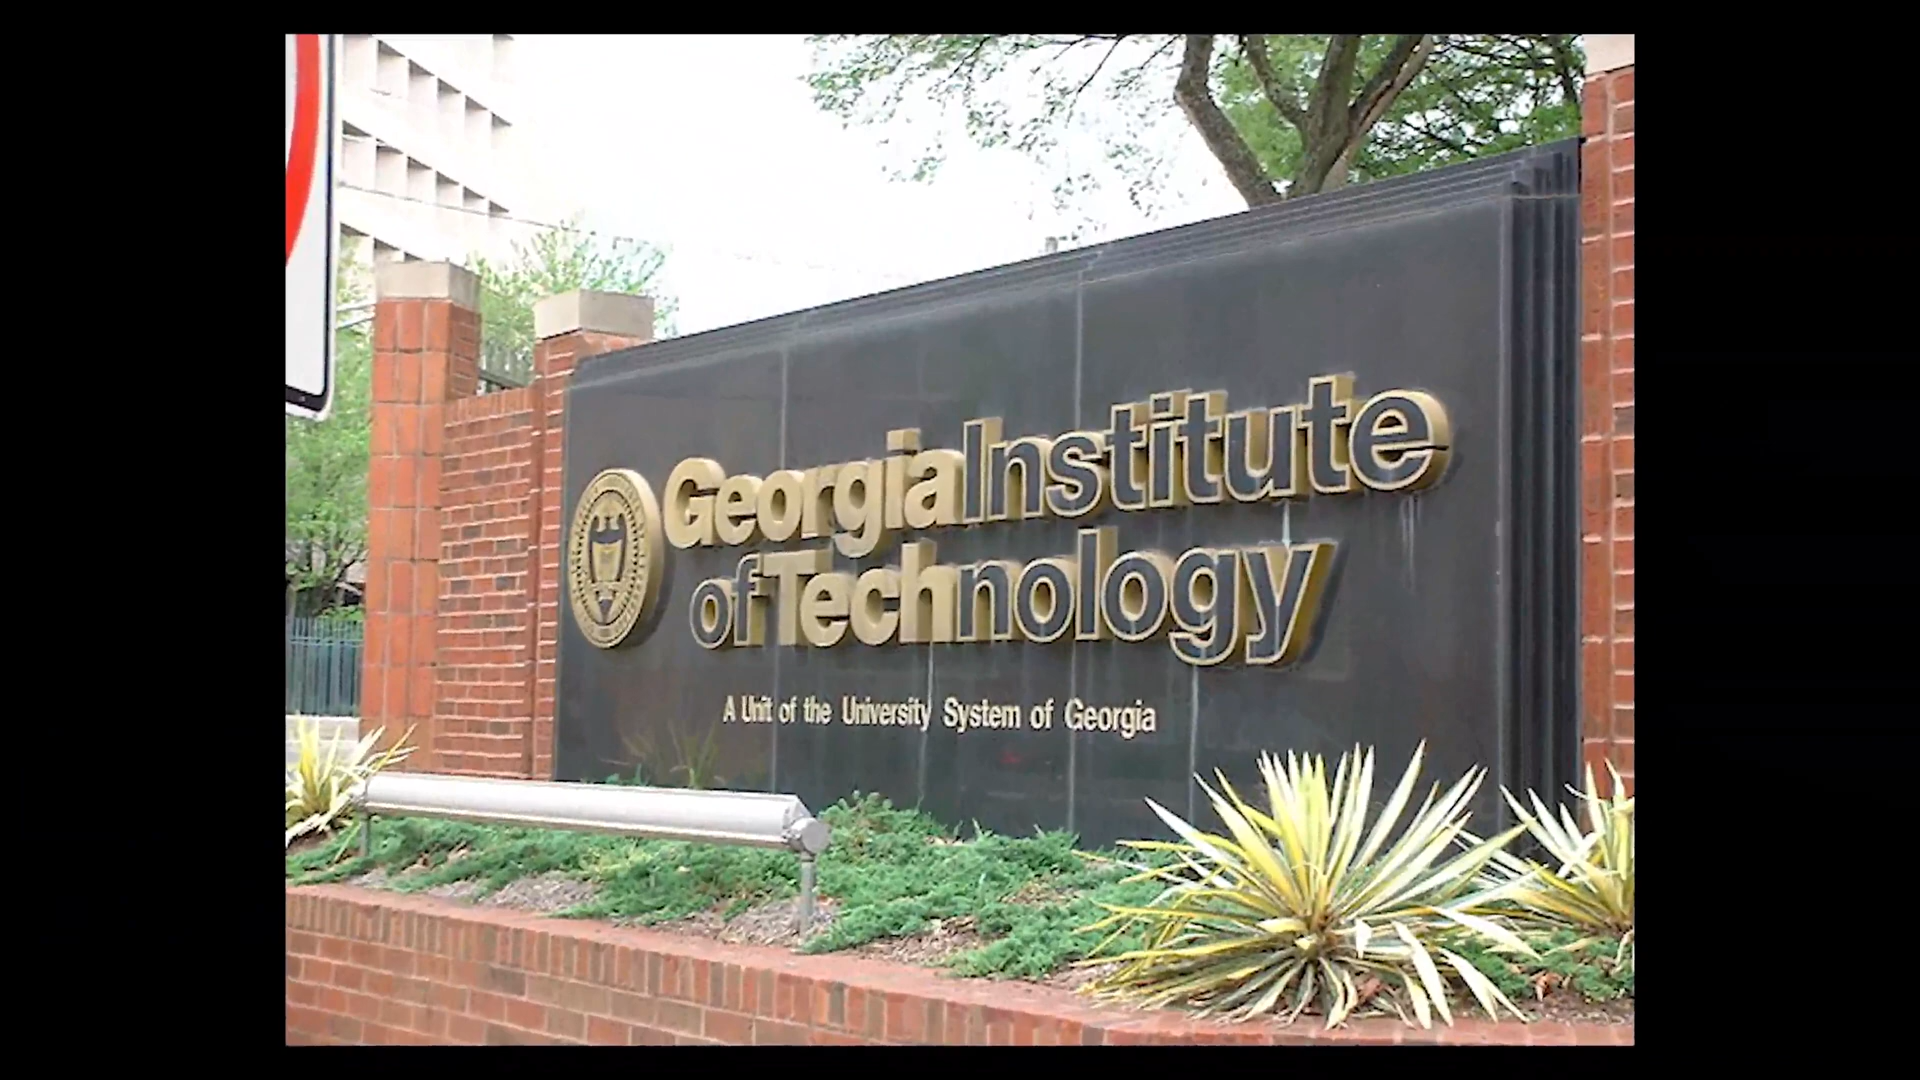 Georgia Institute
of Technology
A Unit of the University System of Georgia